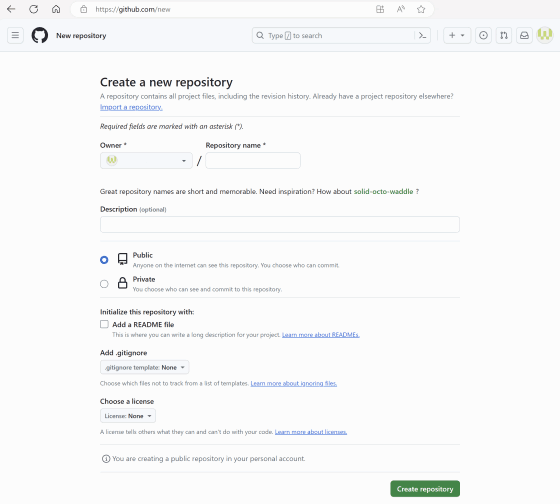 https://github.com/new
New repository
Type / to search
Create a new repository
A repository contains all project files, including the revision history. Already have a project repository elsewhere?
Import a repository.
Required fields are marked with an asterisk (*).
Owner * Repository name *
/
Great repository names are short and memorable. Need inspiration? How about solid-octo-waddle ?
Description (optional)
Public
Anyone on the internet can see this repository. You choose who can commit.
Private
You choose who can see and commit to this repository.
Initialize this repository with:
Add a README file
This is where you can write a long description for your project. Learn more about READMEs.
Add .gitignore
.gitignore template: None
Choose which files not to track from a list of templates. Learn more about ignoring files.
Choose a license
License: None
A license tells others what they can and can't do with your code. Learn more about licenses.
You are creating a public repository in your personal account.
Create repository